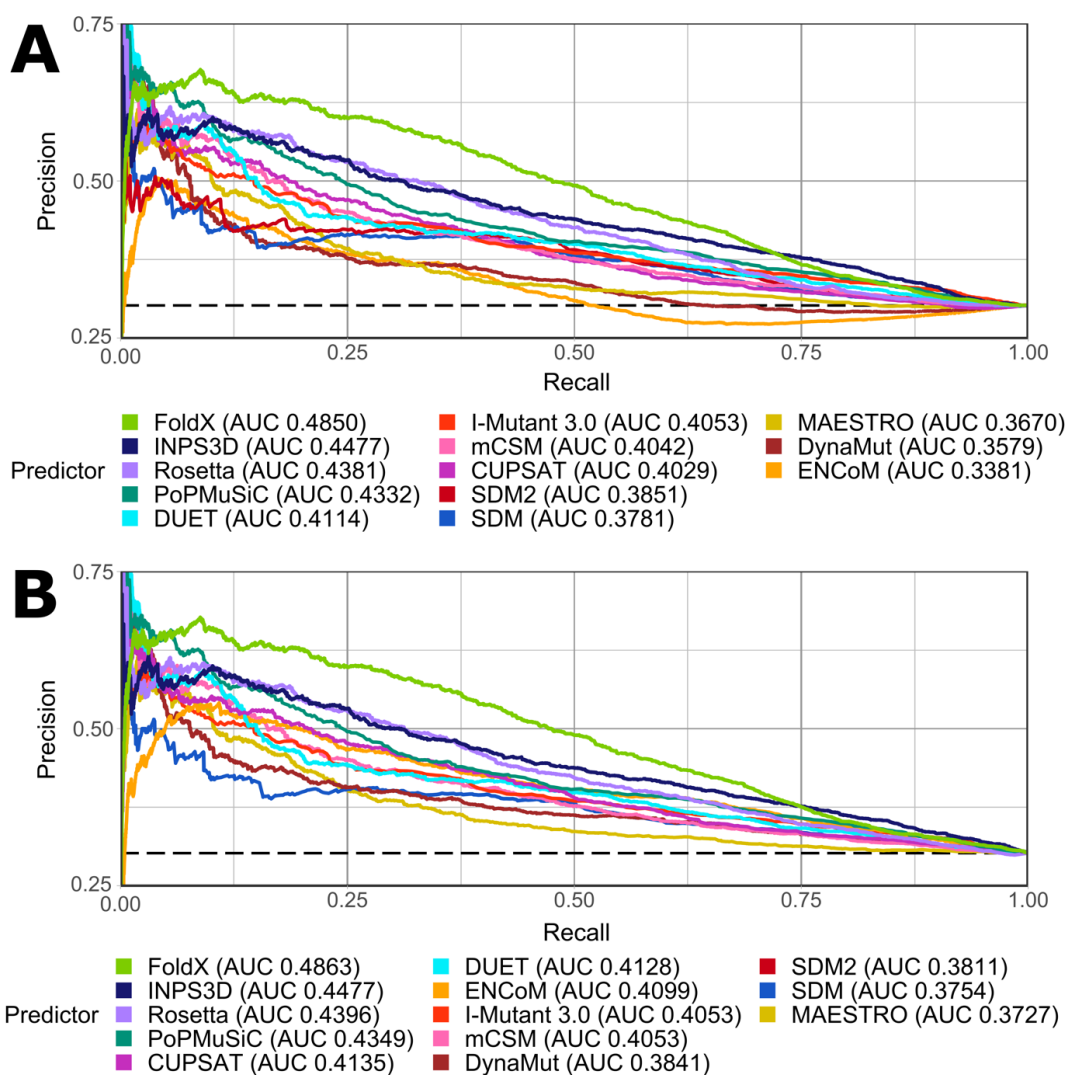 A
0.75
0.50
0.25
Precision
0.00 0.25 0.50 0.75 1.00
Recall
Predictor
FoldX (AUC 0.4850)
INPS3D (AUC 0.4477)
Rosetta (AUC 0.4381)
PoPMuSiC (AUC 0.4332)
DUET (AUC 0.4114)
I-Mutant 3.0 (AUC 0.4053)
mCSM (AUC 0.4042)
CUPSAT (AUC 0.4029)
SDM2 (AUC 0.3851)
SDM (AUC 0.3781)
MAESTRO (AUC 0.3670)
DynaMut (AUC 0.3579)
ENCoM (AUC 0.3381)
B
0.75
0.50
0.25
Precision
0.00 0.25 0.50 0.75 1.00
Recall
Predictor
FoldX (AUC 0.4863)
INPS3D (AUC 0.4477)
Rosetta (AUC 0.4396)
PoPMuSiC (AUC 0.4349)
CUPSAT (AUC 0.4135)
DUET (AUC 0.4128)
ENCoM (AUC 0.4099)
I-Mutant 3.0 (AUC 0.4053)
mCSM (AUC 0.4053)
DynaMut (AUC 0.3841)
SDM2 (AUC 0.3811)
SDM (AUC 0.3754)
MAESTRO (AUC 0.3727)